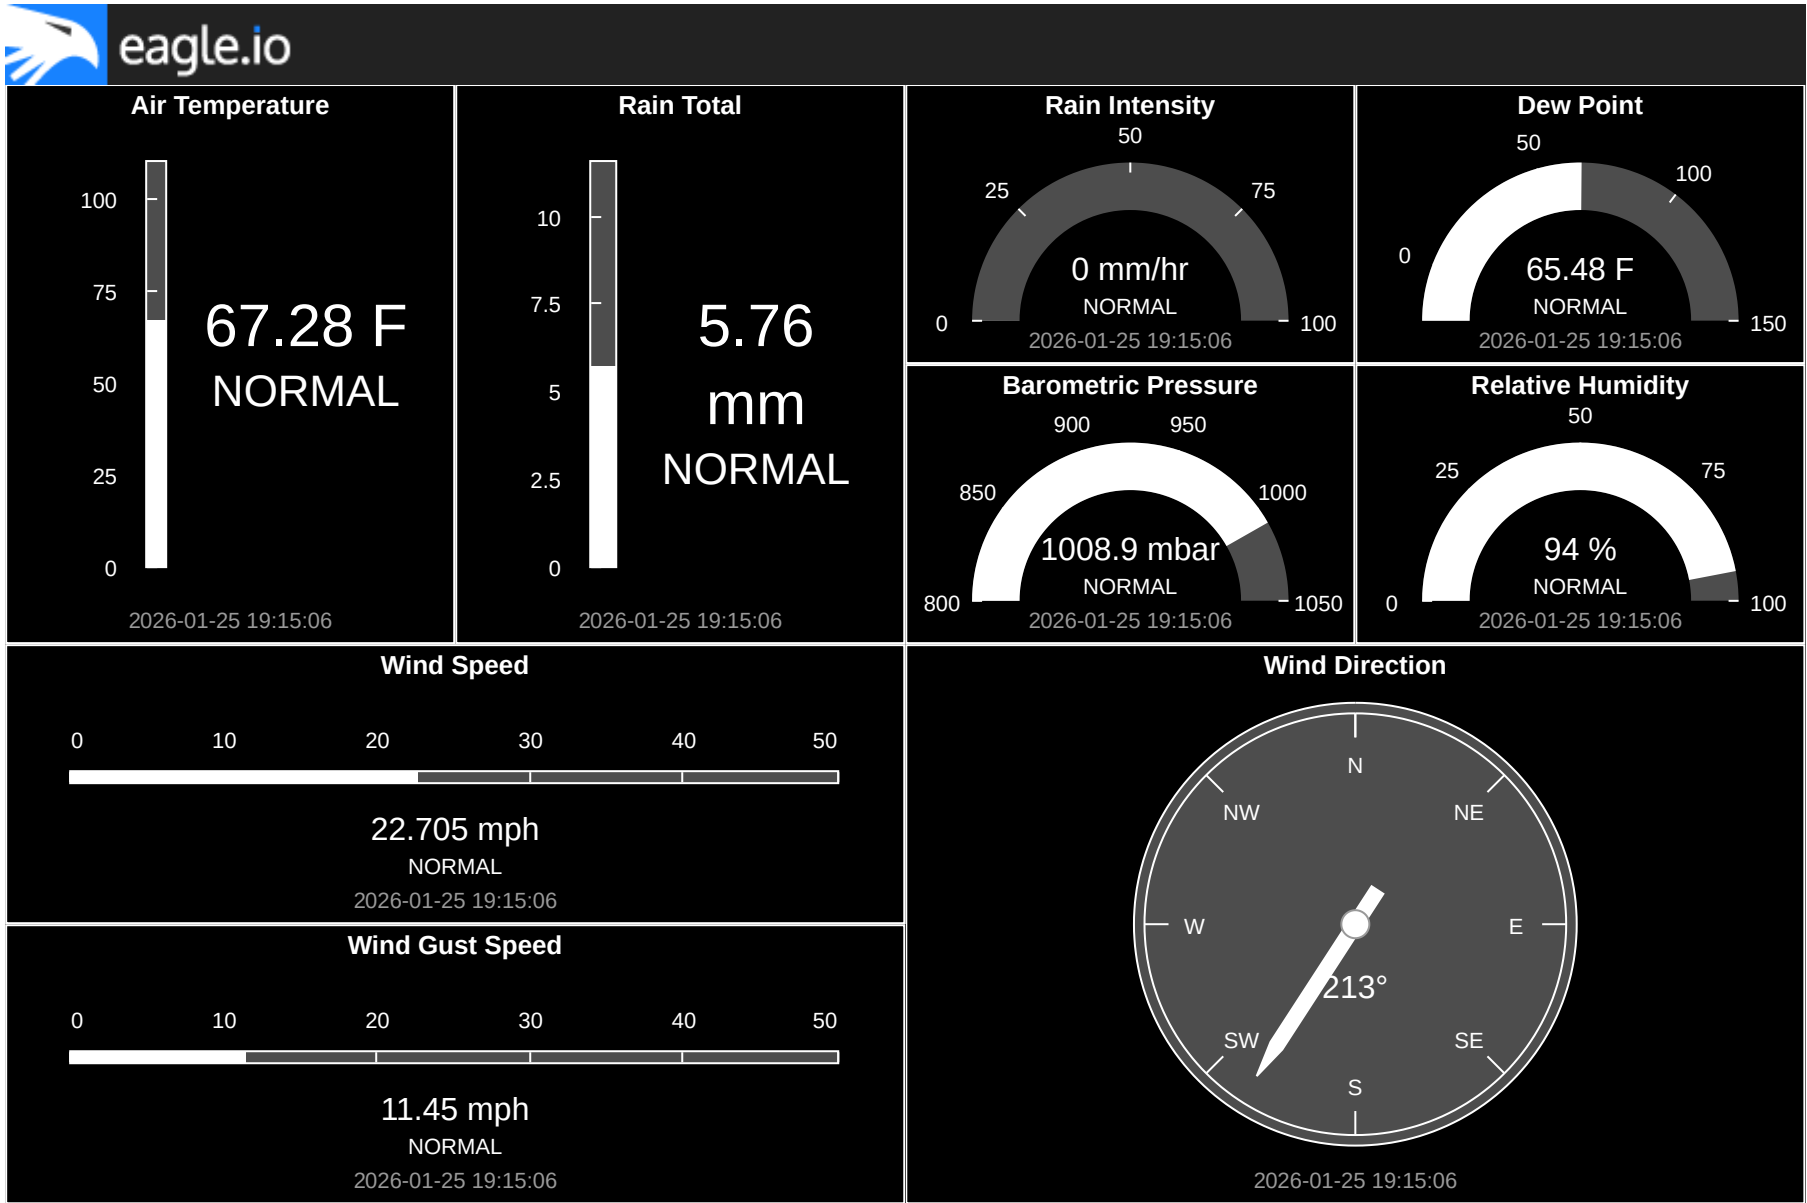 eagle.io
Air Temperature
100
75
50
25
0
67.28 F
NORMAL
2026-01-25 19:15:06
Rain Total
10
7.5
5
2.5
0
5.76
mm
NORMAL
2026-01-25 19:15:06
Rain Intensity
0
25
50
75
100
0 mm/hr
NORMAL
2026-01-25 19:15:06
Dew Point
0
50
100
150
65.48 F
NORMAL
2026-01-25 19:15:06
Barometric Pressure
800
850
900
950
1000
1050
1008.9 mbar
NORMAL
2026-01-25 19:15:06
Relative Humidity
0
25
50
75
100
94 %
NORMAL
2026-01-25 19:15:06
Wind Speed
0 10 20 30 40 50
22.705 mph
NORMAL
2026-01-25 19:15:06
Wind Gust Speed
0 10 20 30 40 50
11.45 mph
NORMAL
2026-01-25 19:15:06
Wind Direction
N
NW NE
W E
213°
SW SE
S
2026-01-25 19:15:06